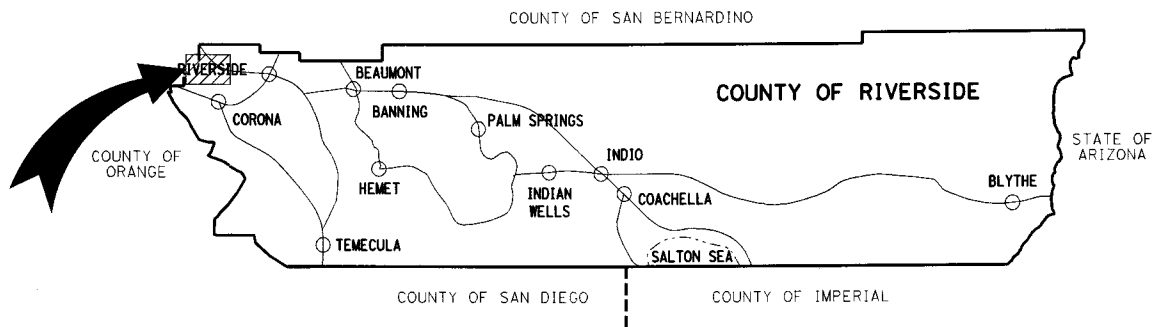 COUNTY OF SAN BERNARDINO
RIVERSIDE
BEAUMONT
COUNTY OF RIVERSIDE
CORONA
BANNING
PALM SPRINGS
STATE OF
ARIZONA
COUNTY OF
ORANGE
INDIO
HEMET
INDIAN
WELLS
COACHELLA
BLYTHE
TEMECULA
SALTON SEA
COUNTY OF SAN DIEGO
COUNTY OF IMPERIAL